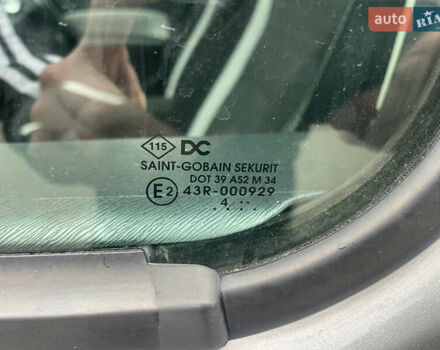 auto RIA
115 DC
SAINT-GOBAIN SEKURIT
DOT 39 AS2 M 34
E2 43R-000929
.4. .....